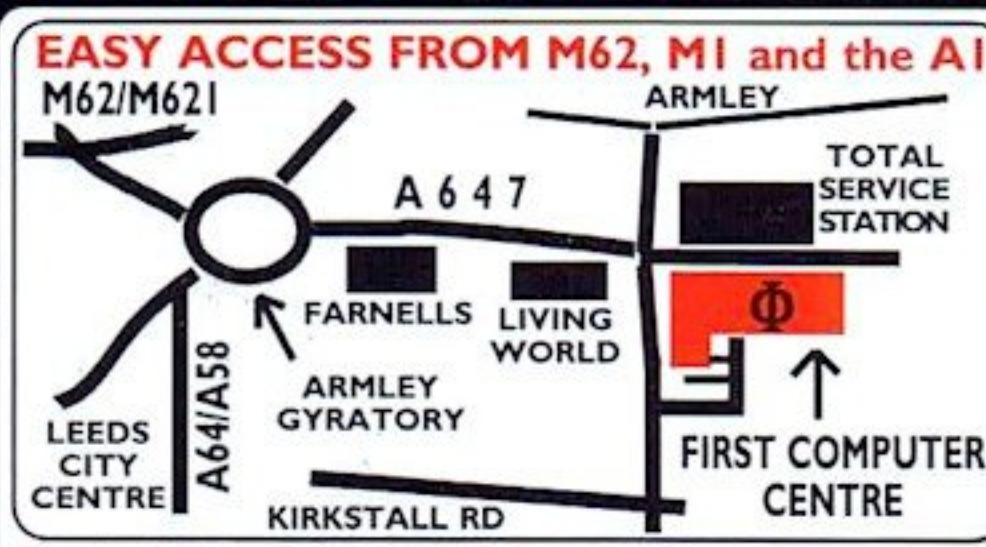 EASY ACCESS FROM M62, M1 and the A1
M62/M621
ARMLEY
TOTAL
SERVICE
STATION
A 6 4 7
Φ
FARNELLS
LIVING
WORLD
ARMLEY
GYRATORY
A64/A58
LEEDS
CITY
CENTRE
FIRST COMPUTER
CENTRE
KIRKSTALL RD